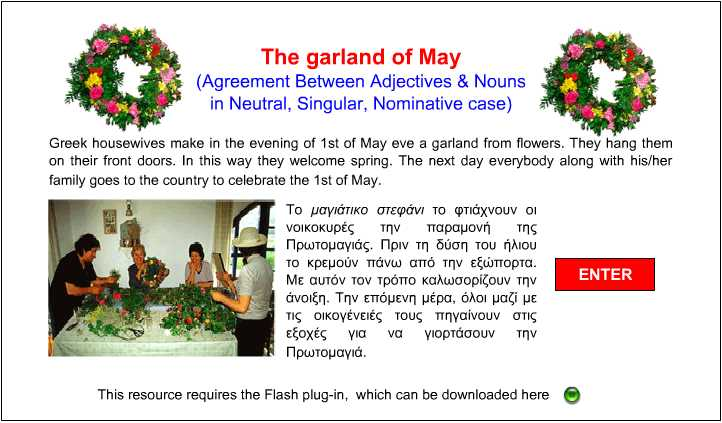 The garland of May
(Agreement Between Adjectives & Nouns
in Neutral, Singular, Nominative case)
Greek housewives make in the evening of 1st of May eve a garland from flowers. They hang them
on their front doors. In this way they welcome spring. The next day everybody along with his/her
family goes to the country to celebrate the 1st of May.
Το μαγιάτικο στεφάνι το φτιάχνουν οι
νοικοκυρές την παραμονή της
Πρωτομαγιάς. Πριν τη δύση του ήλιου
το κρεμούν πάνω από την εξώπορτα.
Με αυτόν τον τρόπο καλωσορίζουν την
άνοιξη. Την επόμενη μέρα, όλοι μαζί με
τις οικογένειές τους πηγαίνουν στις
εξοχές για να γιορτάσουν την
Πρωτομαγιά.
ENTER
This resource requires the Flash plug-in, which can be downloaded here